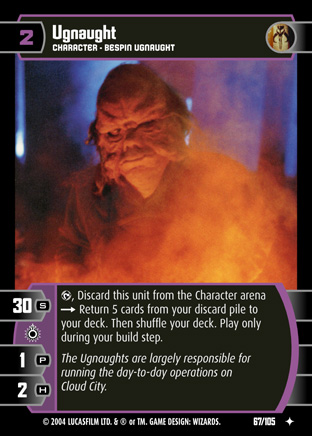 2
Ugnaught
CHARACTER • BESPIN UGNAUGHT
30 S
, Discard this unit from the Character arena
→ Return 5 cards from your discard pile to
your deck. Then shuffle your deck. Play only
during your build step.
1 P
2 H
The Ugnaughts are largely responsible for
running the day-to-day operations on
Cloud City.
© 2004 LUCASFILM LTD. & ® or TM. GAME DESIGN: WIZARDS.
67/105